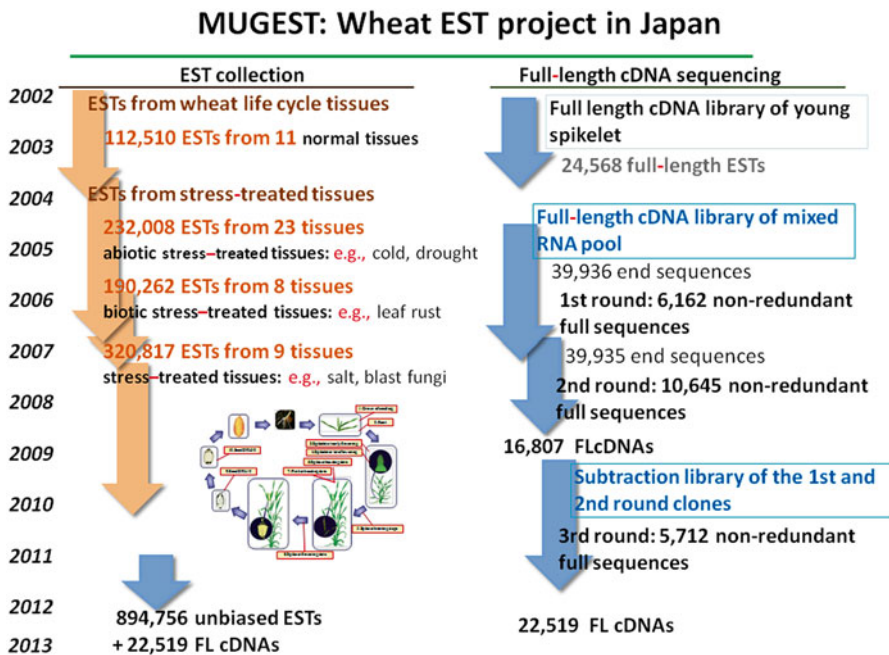 MUGEST: Wheat EST project in Japan
EST collection
2002
2003
2004
2005
2006
2007
2008
2009
2010
2011
2012
2013
ESTs from wheat life cycle tissues
112,510 ESTs from 11 normal tissues
ESTs from stress-treated tissues
232,008 ESTs from 23 tissues
abiotic stress-treated tissues: e.g., cold, drought
190,262 ESTs from 8 tissues
biotic stress-treated tissues: e.g., leaf rust
320,817 ESTs from 9 tissues
stress-treated tissues: e.g., salt, blast fungi
894,756 unbiased ESTs
+ 22,519 FL cDNAs
Full-length cDNA sequencing
Full length cDNA library of young
spikelet
24,568 full-length ESTs
Full-length cDNA library of mixed
RNA pool
39,936 end sequences
1st round: 6,162 non-redundant
full sequences
39,935 end sequences
2nd round: 10,645 non-redundant
full sequences
16,807 FLcDNAs
Subtraction library of the 1st and
2nd round clones
3rd round: 5,712 non-redundant
full sequences
22,519 FL cDNAs